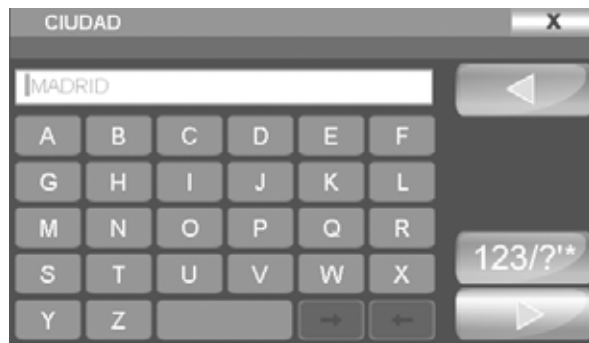 CIUDAD X
MADRID
A B C D E F
G H I J K L
M N O P Q R
S T U V W X
123/?'*
Y Z → ←